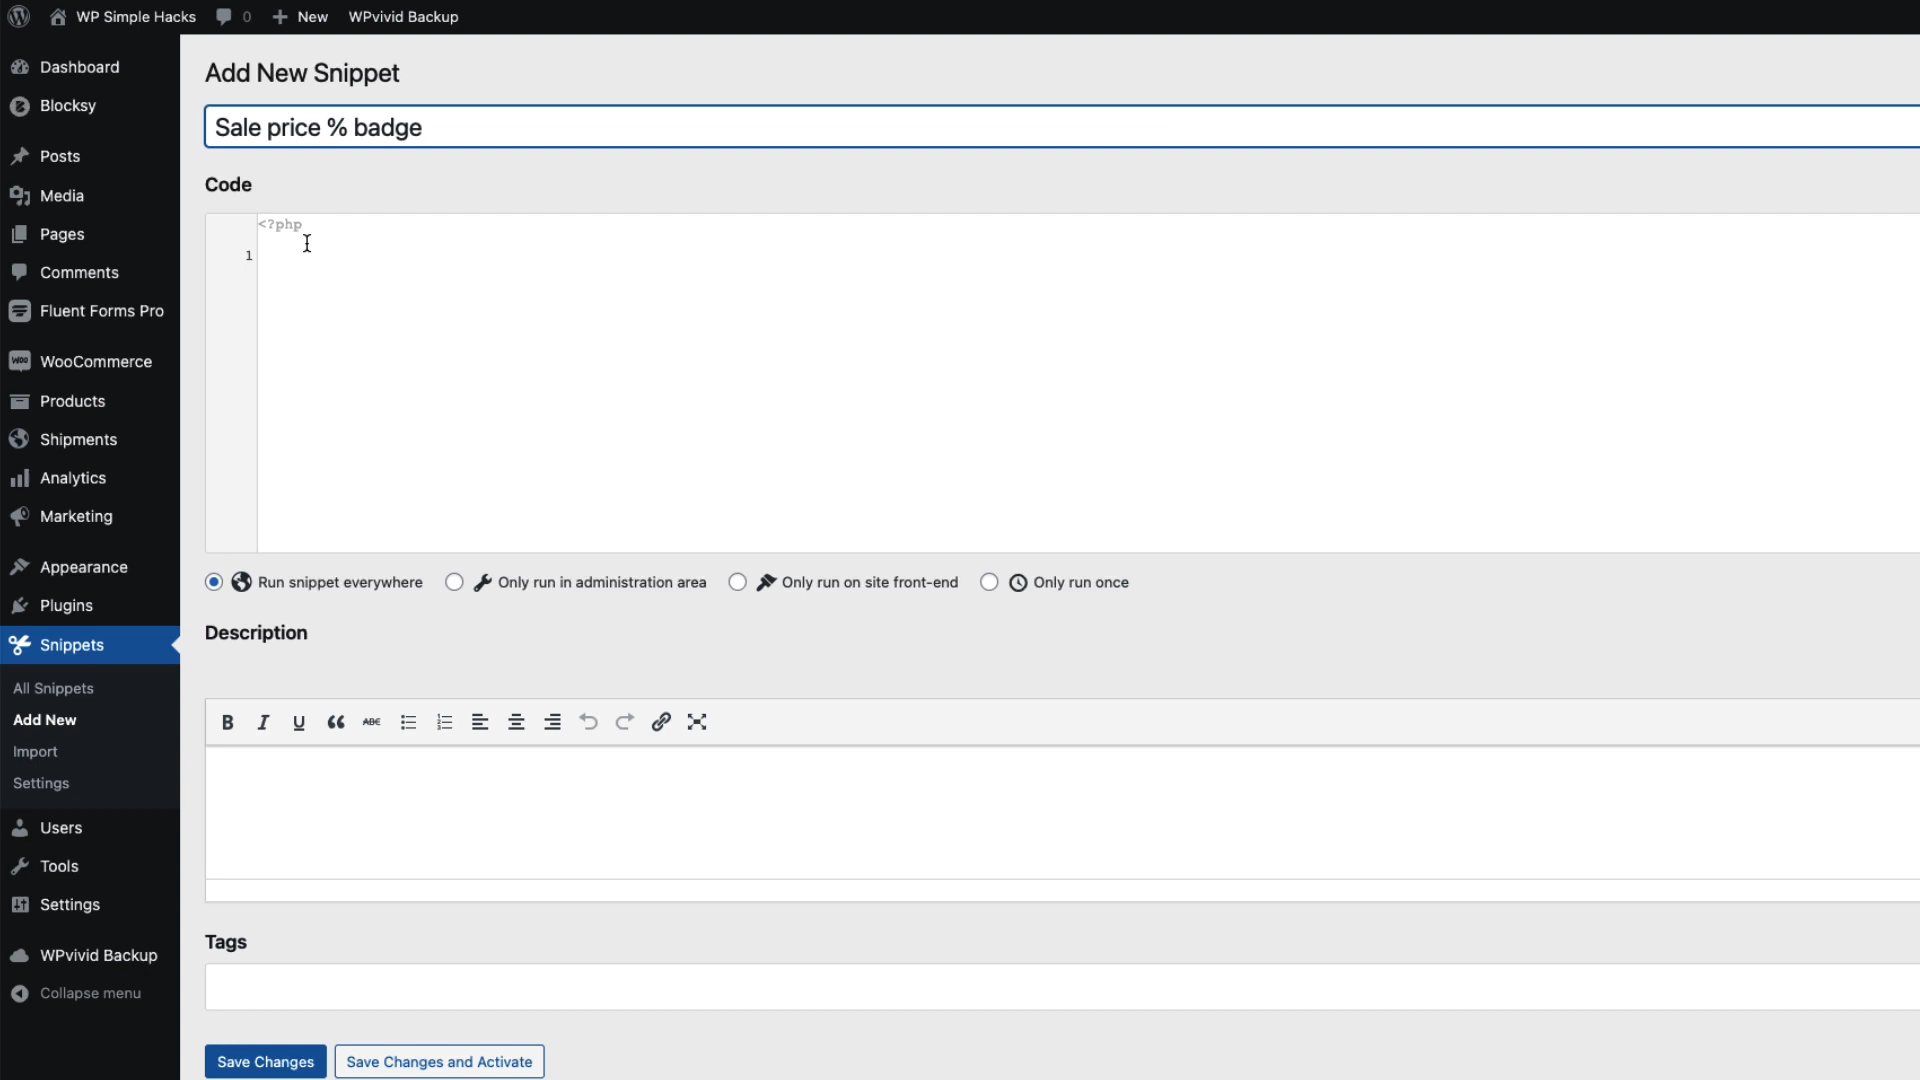 WP Simple Hacks
0
New
WPvivid Backup
Dashboard
Blocksy
Posts
Media
Pages
Comments
Fluent Forms Pro
WooCommerce
Products
Shipments
Analytics
Marketing
Appearance
Plugins
Snippets
All Snippets
Add New
Import
Settings
Users
Tools
Settings
WPvivid Backup
Collapse menu
Add New Snippet
Sale price % badge
Code
<?php
1
Run snippet everywhere
Only run in administration area
Only run on site front-end
Only run once
Description
B I U ABC
Tags
Save Changes
Save Changes and Activate